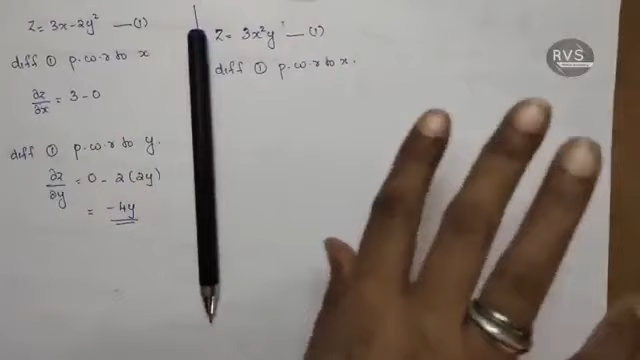 z = 3x - 2y² — (1)
diff ① p.w.r to x
∂z/∂x = 3 - 0
diff ① p.w.r to y.
∂z/∂y = 0 - 2(2y)
= -4y
z = 3x²y — (1)
diff ① p.w.r to x.
RVS